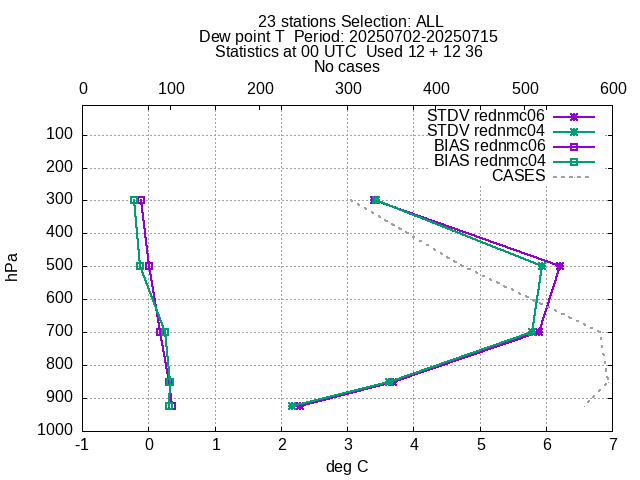 23 stations Selection: ALL
Dew point T  Period: 20250702-20250715
Statistics at 00 UTC  Used 12 + 12 36
No cases
0 100 200 300 400 500 600
STDV rednmc06
STDV rednmc04
BIAS rednmc06
BIAS rednmc04
CASES
100
200
300
400
500
600
700
800
900
1000
hPa
-1 0 1 2 3 4 5 6 7
deg C